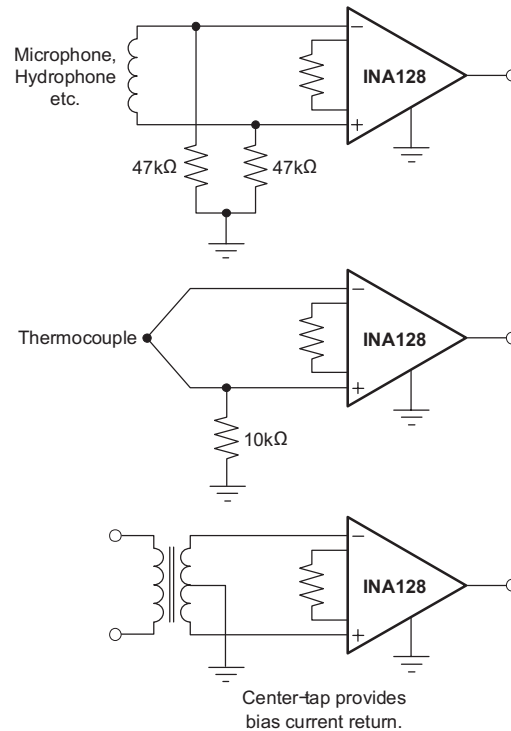 Microphone,
Hydrophone
etc.
−
INA128
+
47kΩ
47kΩ
Thermocouple
−
INA128
+
10kΩ
−
INA128
+
Center-tap provides
bias current return.